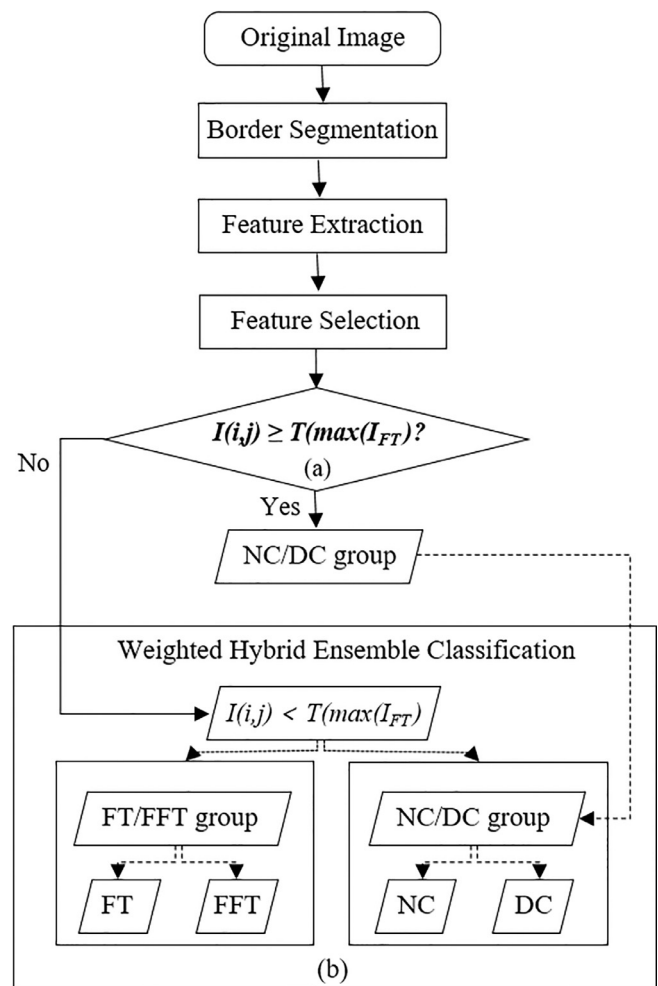 Original Image
Border Segmentation
Feature Extraction
Feature Selection
I(i,j) ≥ T(max(I_FT)?
(a)
No
Yes
NC/DC group
Weighted Hybrid Ensemble Classification
I(i,j) < T(max(I_FT)
FT/FFT group
NC/DC group
FT
FFT
NC
DC
(b)